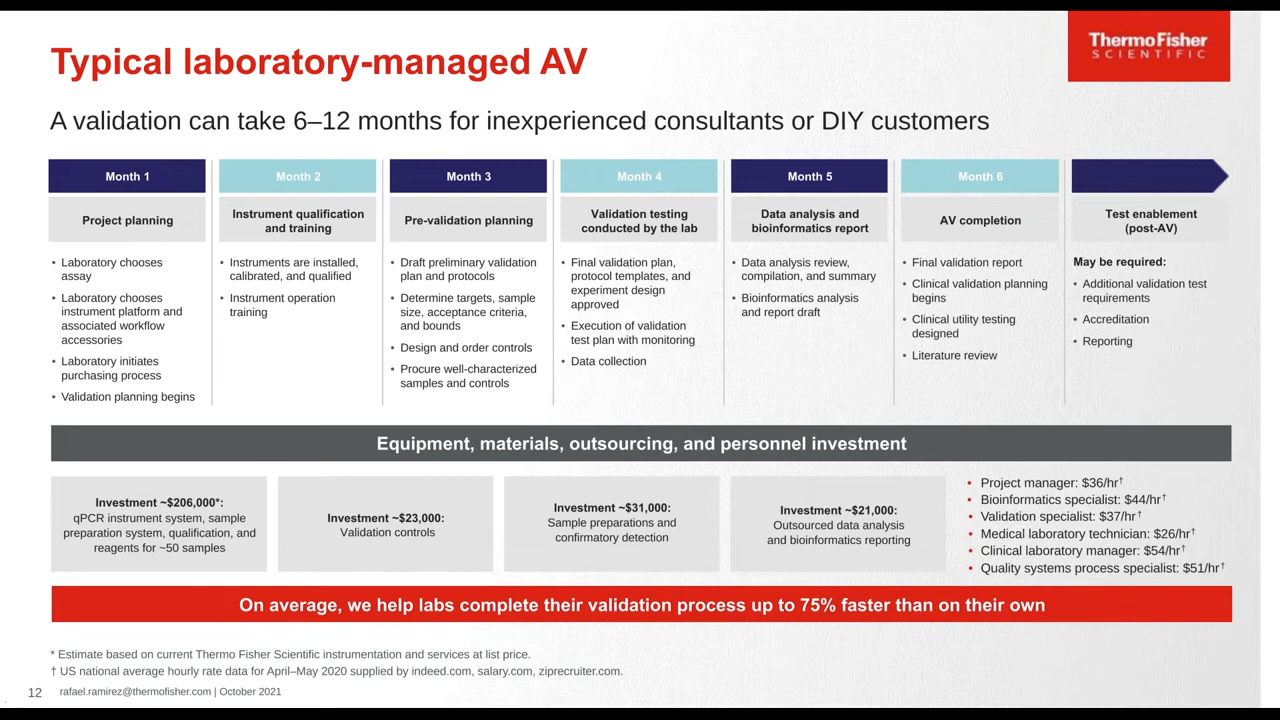 Typical laboratory-managed AV
ThermoFisher
SCIENTIFIC
A validation can take 6–12 months for inexperienced consultants or DIY customers
Month 1
Project planning
• Laboratory chooses
assay
• Laboratory chooses
instrument platform and
associated workflow
accessories
• Laboratory initiates
purchasing process
• Validation planning begins
Month 2
Instrument qualification
and training
• Instruments are installed,
calibrated, and qualified
• Instrument operation
training
Month 3
Pre-validation planning
• Draft preliminary validation
plan and protocols
• Determine targets, sample
size, acceptance criteria,
and bounds
• Design and order controls
• Procure well-characterized
samples and controls
Month 4
Validation testing
conducted by the lab
• Final validation plan,
protocol templates, and
experiment design
approved
• Execution of validation
test plan with monitoring
• Data collection
Month 5
Data analysis and
bioinformatics report
• Data analysis review,
compilation, and summary
• Bioinformatics analysis
and report draft
Month 6
AV completion
• Final validation report
• Clinical validation planning
begins
• Clinical utility testing
designed
• Literature review
Test enablement
(post-AV)
May be required:
• Additional validation test
requirements
• Accreditation
• Reporting
Equipment, materials, outsourcing, and personnel investment
Investment ~$206,000*:
qPCR instrument system, sample
preparation system, qualification, and
reagents for ~50 samples
Investment ~$23,000:
Validation controls
Investment ~$31,000:
Sample preparations and
confirmatory detection
Investment ~$21,000:
Outsourced data analysis
and bioinformatics reporting
• Project manager: $36/hr†
• Bioinformatics specialist: $44/hr†
• Validation specialist: $37/hr†
• Medical laboratory technician: $26/hr†
• Clinical laboratory manager: $54/hr†
• Quality systems process specialist: $51/hr†
On average, we help labs complete their validation process up to 75% faster than on their own
* Estimate based on current Thermo Fisher Scientific instrumentation and services at list price.
† US national average hourly rate data for April–May 2020 supplied by indeed.com, salary.com, ziprecruiter.com.
12 rafael.ramirez@thermofisher.com | October 2021